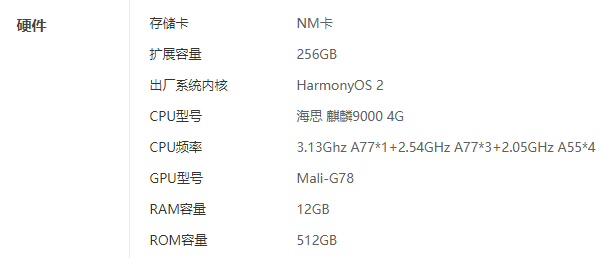 硬件
存储卡 NM卡
扩展容量 256GB
出厂系统内核 HarmonyOS 2
CPU型号 海思 麒麟9000 4G
CPU频率 3.13Ghz A77*1+2.54GHz A77*3+2.05GHz A55*4
GPU型号 Mali-G78
RAM容量 12GB
ROM容量 512GB